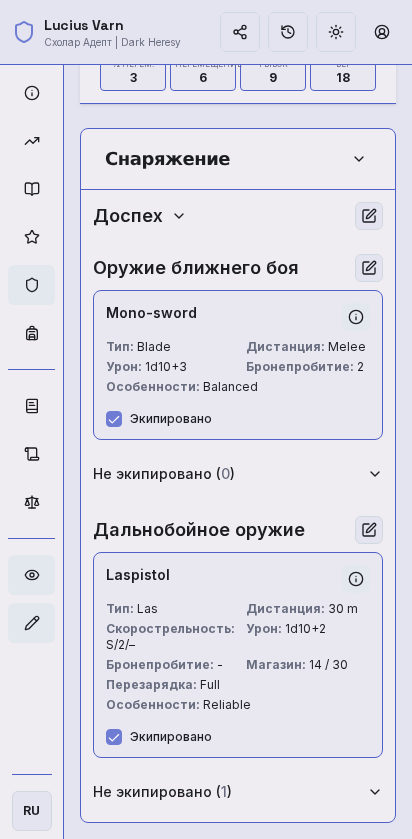 Lucius Varn
Схолар Адепт | Dark Heresy
3 6 9 18
Снаряжение
Доспех
Оружие ближнего боя
Mono-sword
Тип: Blade Дистанция: Melee
Урон: 1d10+3 Бронепробитие: 2
Особенности: Balanced
Экипировано
Не экипировано (0)
Дальнобойное оружие
Laspistol
Тип: Las Дистанция: 30 m
Скорострельность: Урон: 1d10+2
S/2/–
Бронепробитие: - Магазин: 14 / 30
Перезарядка: Full
Особенности: Reliable
Экипировано
Не экипировано (1)
RU